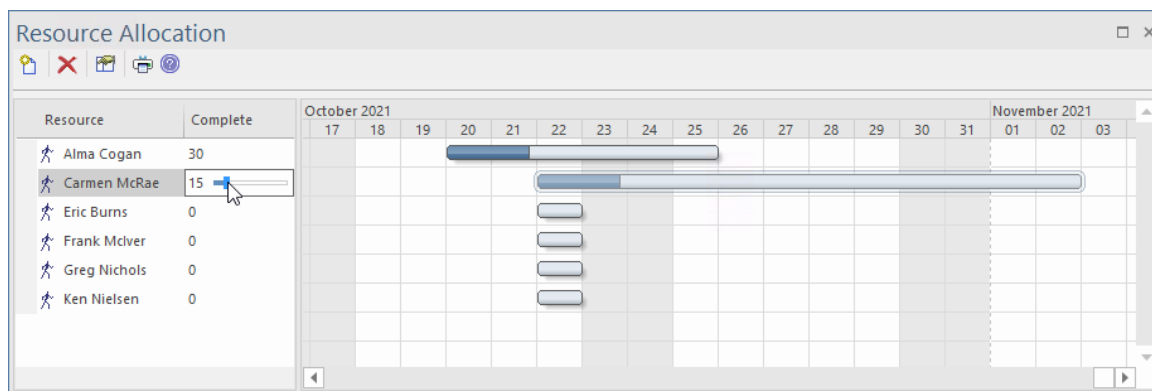 Resource Allocation
Resource Complete October 2021 November 2021
17 18 19 20 21 22 23 24 25 26 27 28 29 30 31 01 02 03
Alma Cogan 30
Carmen McRae 15
Eric Burns 0
Frank McIver 0
Greg Nichols 0
Ken Nielsen 0